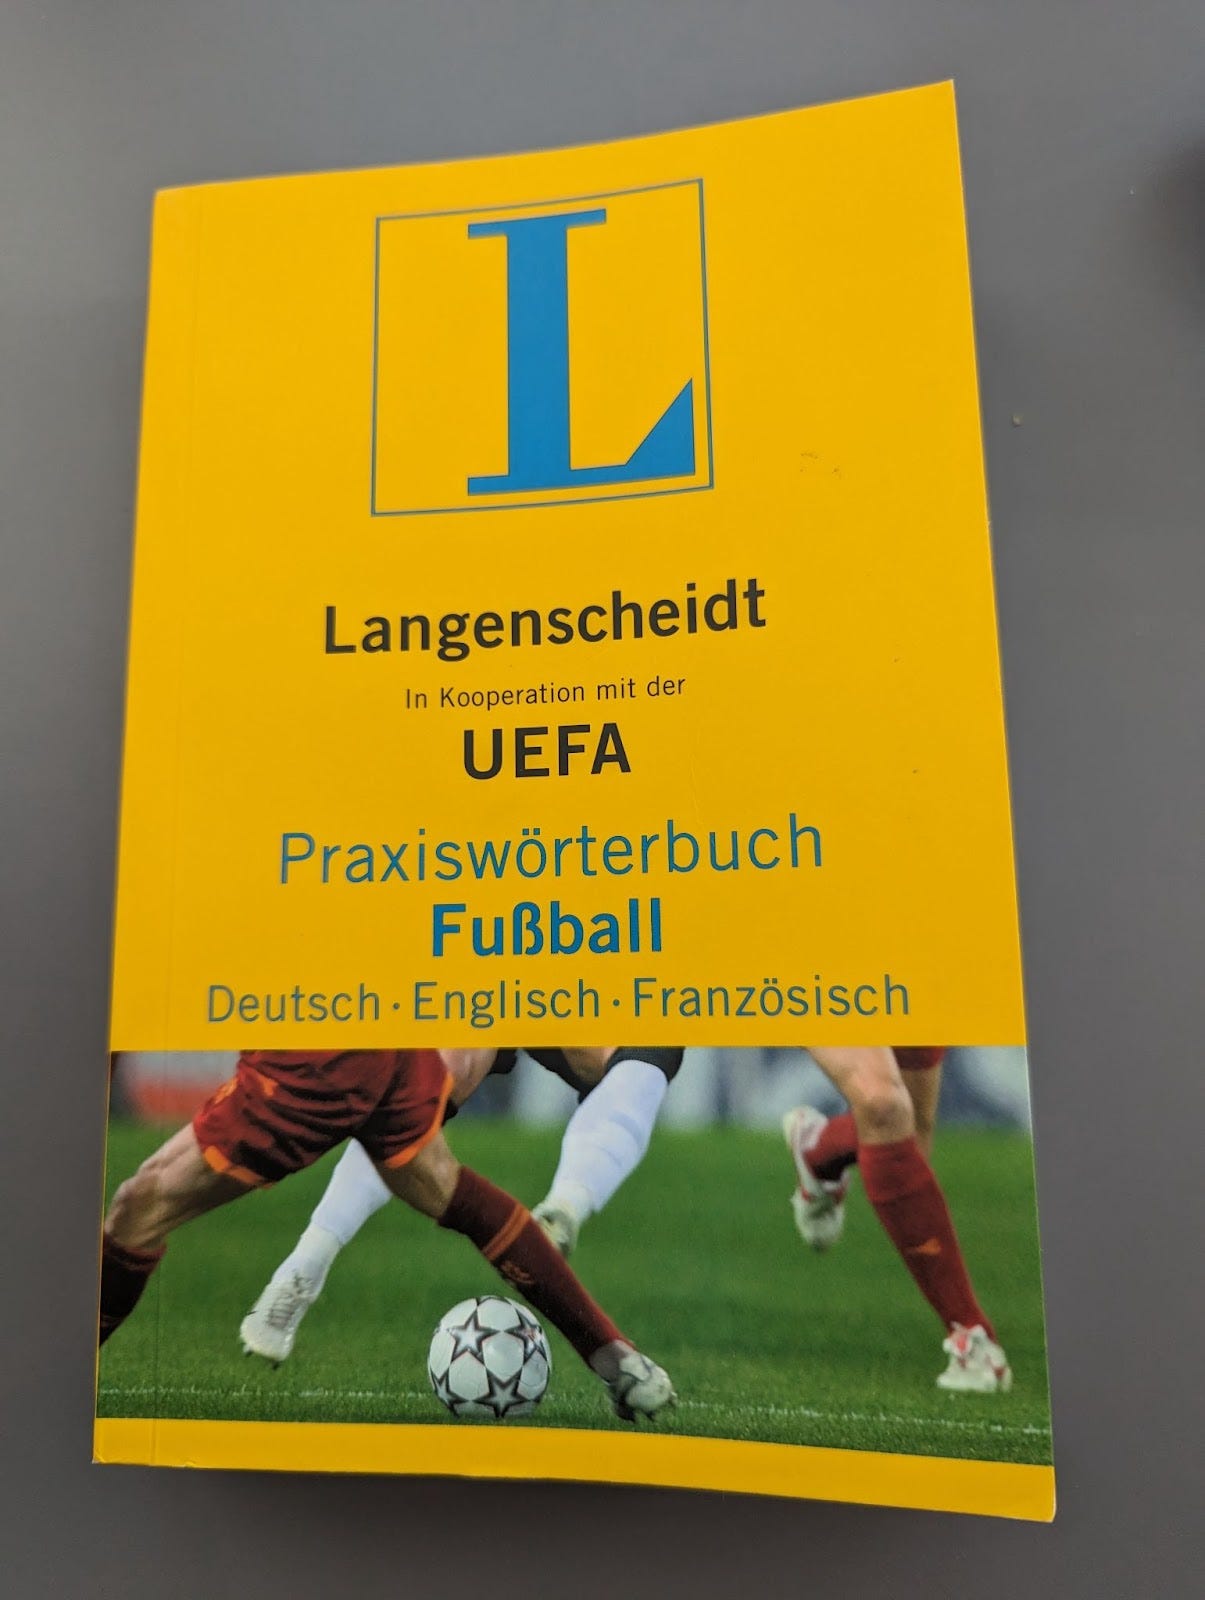 L
Langenscheidt
In Kooperation mit der
UEFA
Praxiswörterbuch
Fußball
Deutsch · Englisch · Französisch